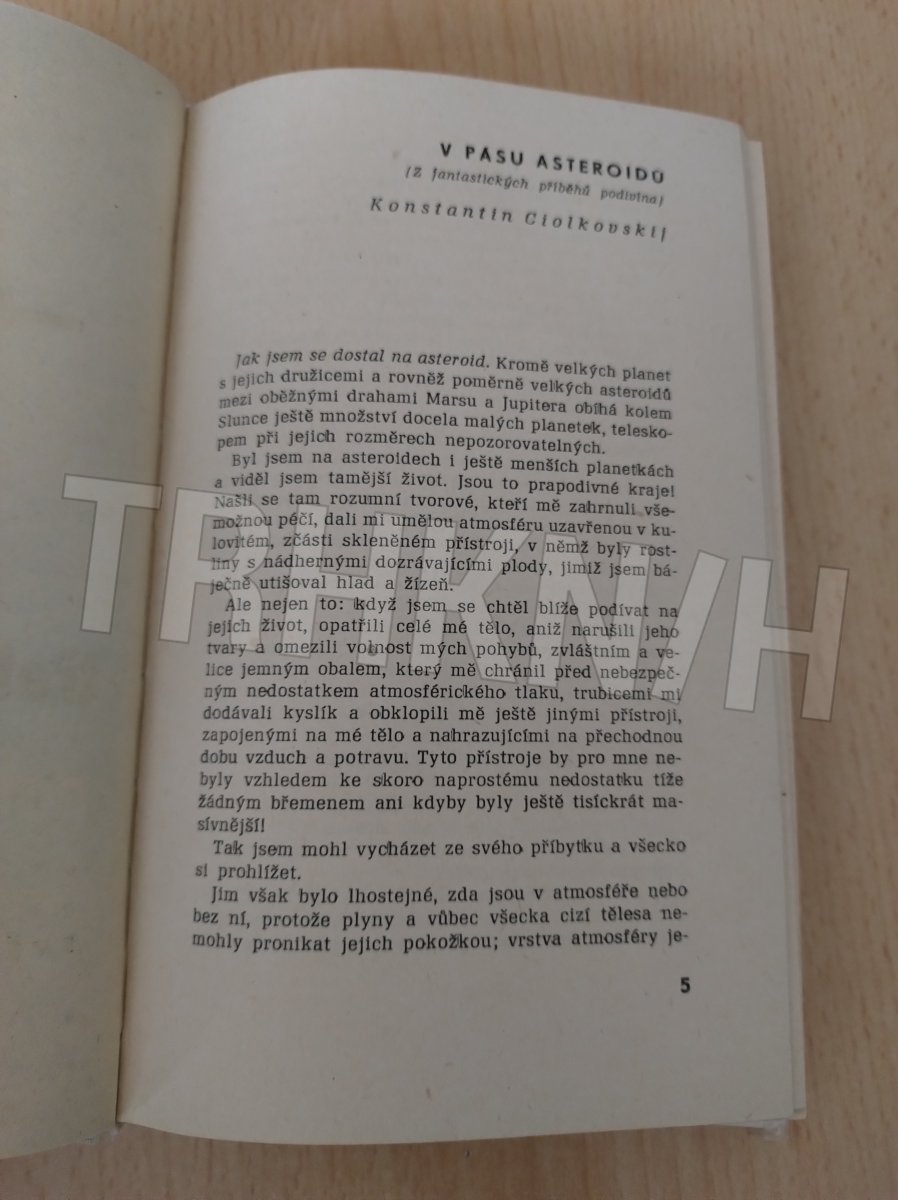 V PÁSU ASTEROIDŮ
(Z fantastických příběhů podivína)
Konstantin Ciolkovskij
Jak jsem se dostal na asteroid. Kromě velkých planet
s jejich družicemi a rovněž poměrně velkých asteroidů
mezi oběžnými drahami Marsu a Jupitera obíhá kolem
Slunce ještě množství docela malých planetek, telesko-
pem při jejich rozměrech nepozorovatelných.
Byl jsem na asteroidech i ještě menších planetkách
a viděl jsem tamější život. Jsou to prapodivné kraje!
Našli se tam rozumní tvorové, kteří mě zahrnuli vše-
možnou péčí, dali mi umělou atmosféru uzavřenou v ku-
lovitém, zčásti skleněném přístroji, v němž byly rost-
liny s nádhernými dozrávajícími plody, jimiž jsem bá-
ječně utišoval hlad a žízeň.
Ale nejen to: když jsem se chtěl blíže podívat na
jejich život, opatřili celé mé tělo, aniž narušili jeho
tvary a omezili volnost mých pohybů, zvláštním a ve-
lice jemným obalem, který mě chránil před nebezpeč-
ným nedostatkem atmosférického tlaku, trubicemi mi
dodávali kyslík a obklopili mě ještě jinými přístroji,
zapojenými na mé tělo a nahrazujícími na přechodnou
dobu vzduch a potravu. Tyto přístroje by pro mne ne-
byly vzhledem ke skoro naprostému nedostatku tíže
žádným břemenem ani kdyby byly ještě tisíckrát ma-
sívnější!
Tak jsem mohl vycházet ze svého příbytku a všecko
si prohlížet.
Jim však bylo lhostejné, zda jsou v atmosféře nebo
bez ní, protože plyny a vůbec všecka cizí tělesa ne-
mohly pronikat jejich pokožkou; vrstva atmosféry je-
5
TRHKNIH